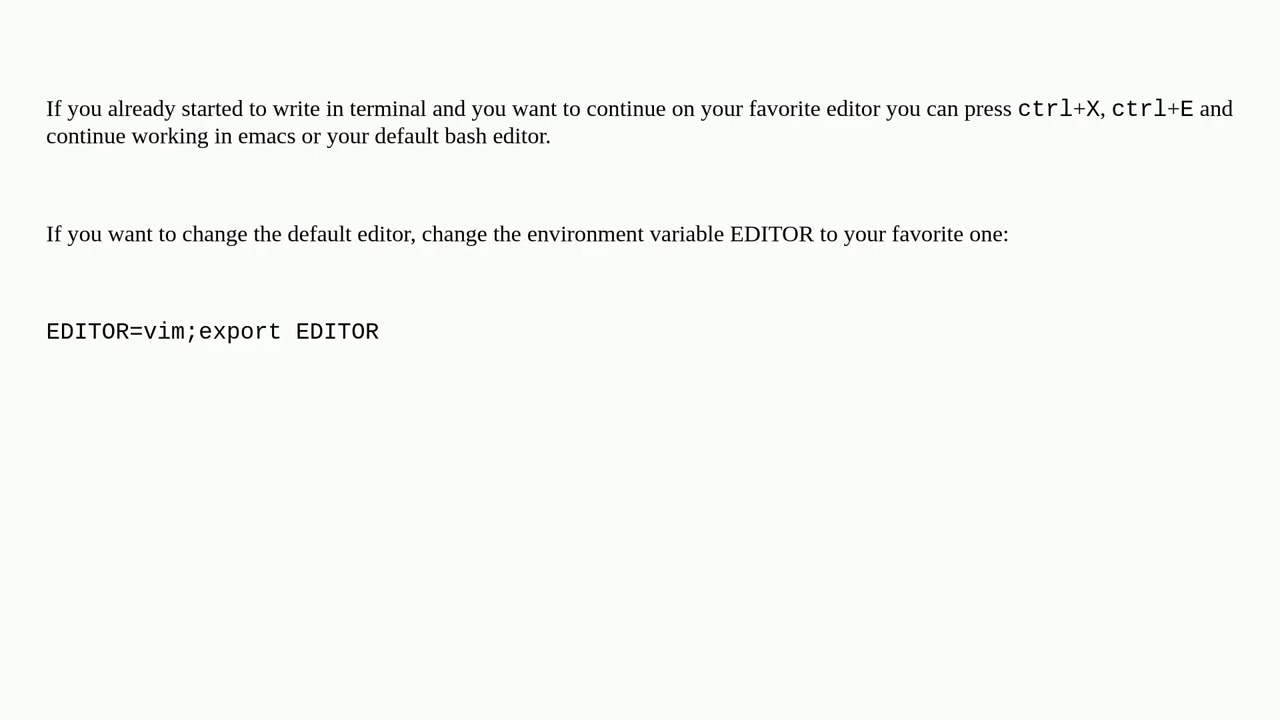 If you already started to write in terminal and you want to continue on your favorite editor you can press ctrl+X, ctrl+E and
continue working in emacs or your default bash editor.
If you want to change the default editor, change the environment variable EDITOR to your favorite one:
EDITOR=vim;export EDITOR